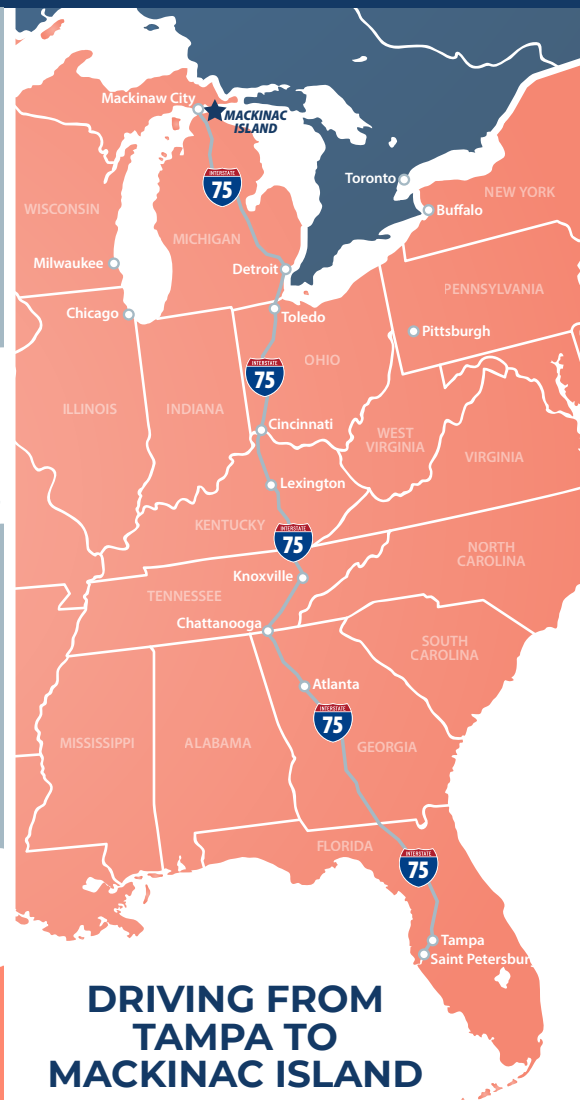 Mackinaw City
MACKINAC
ISLAND
INTERSTATE
75
Toronto
NEW YORK
WISCONSIN
Buffalo
MICHIGAN
Milwaukee
Detroit
PENNSYLVANIA
Chicago
Toledo
Pittsburgh
OHIO
INTERSTATE
75
ILLINOIS
INDIANA
Cincinnati
WEST
VIRGINIA
VIRGINIA
Lexington
KENTUCKY
INTERSTATE
75
NORTH
CAROLINA
Knoxville
TENNESSEE
Chattanooga
SOUTH
CAROLINA
Atlanta
INTERSTATE
75
MISSISSIPPI
ALABAMA
GEORGIA
FLORIDA
INTERSTATE
75
Tampa
Saint Petersbur
DRIVING FROM
TAMPA TO
MACKINAC ISLAND